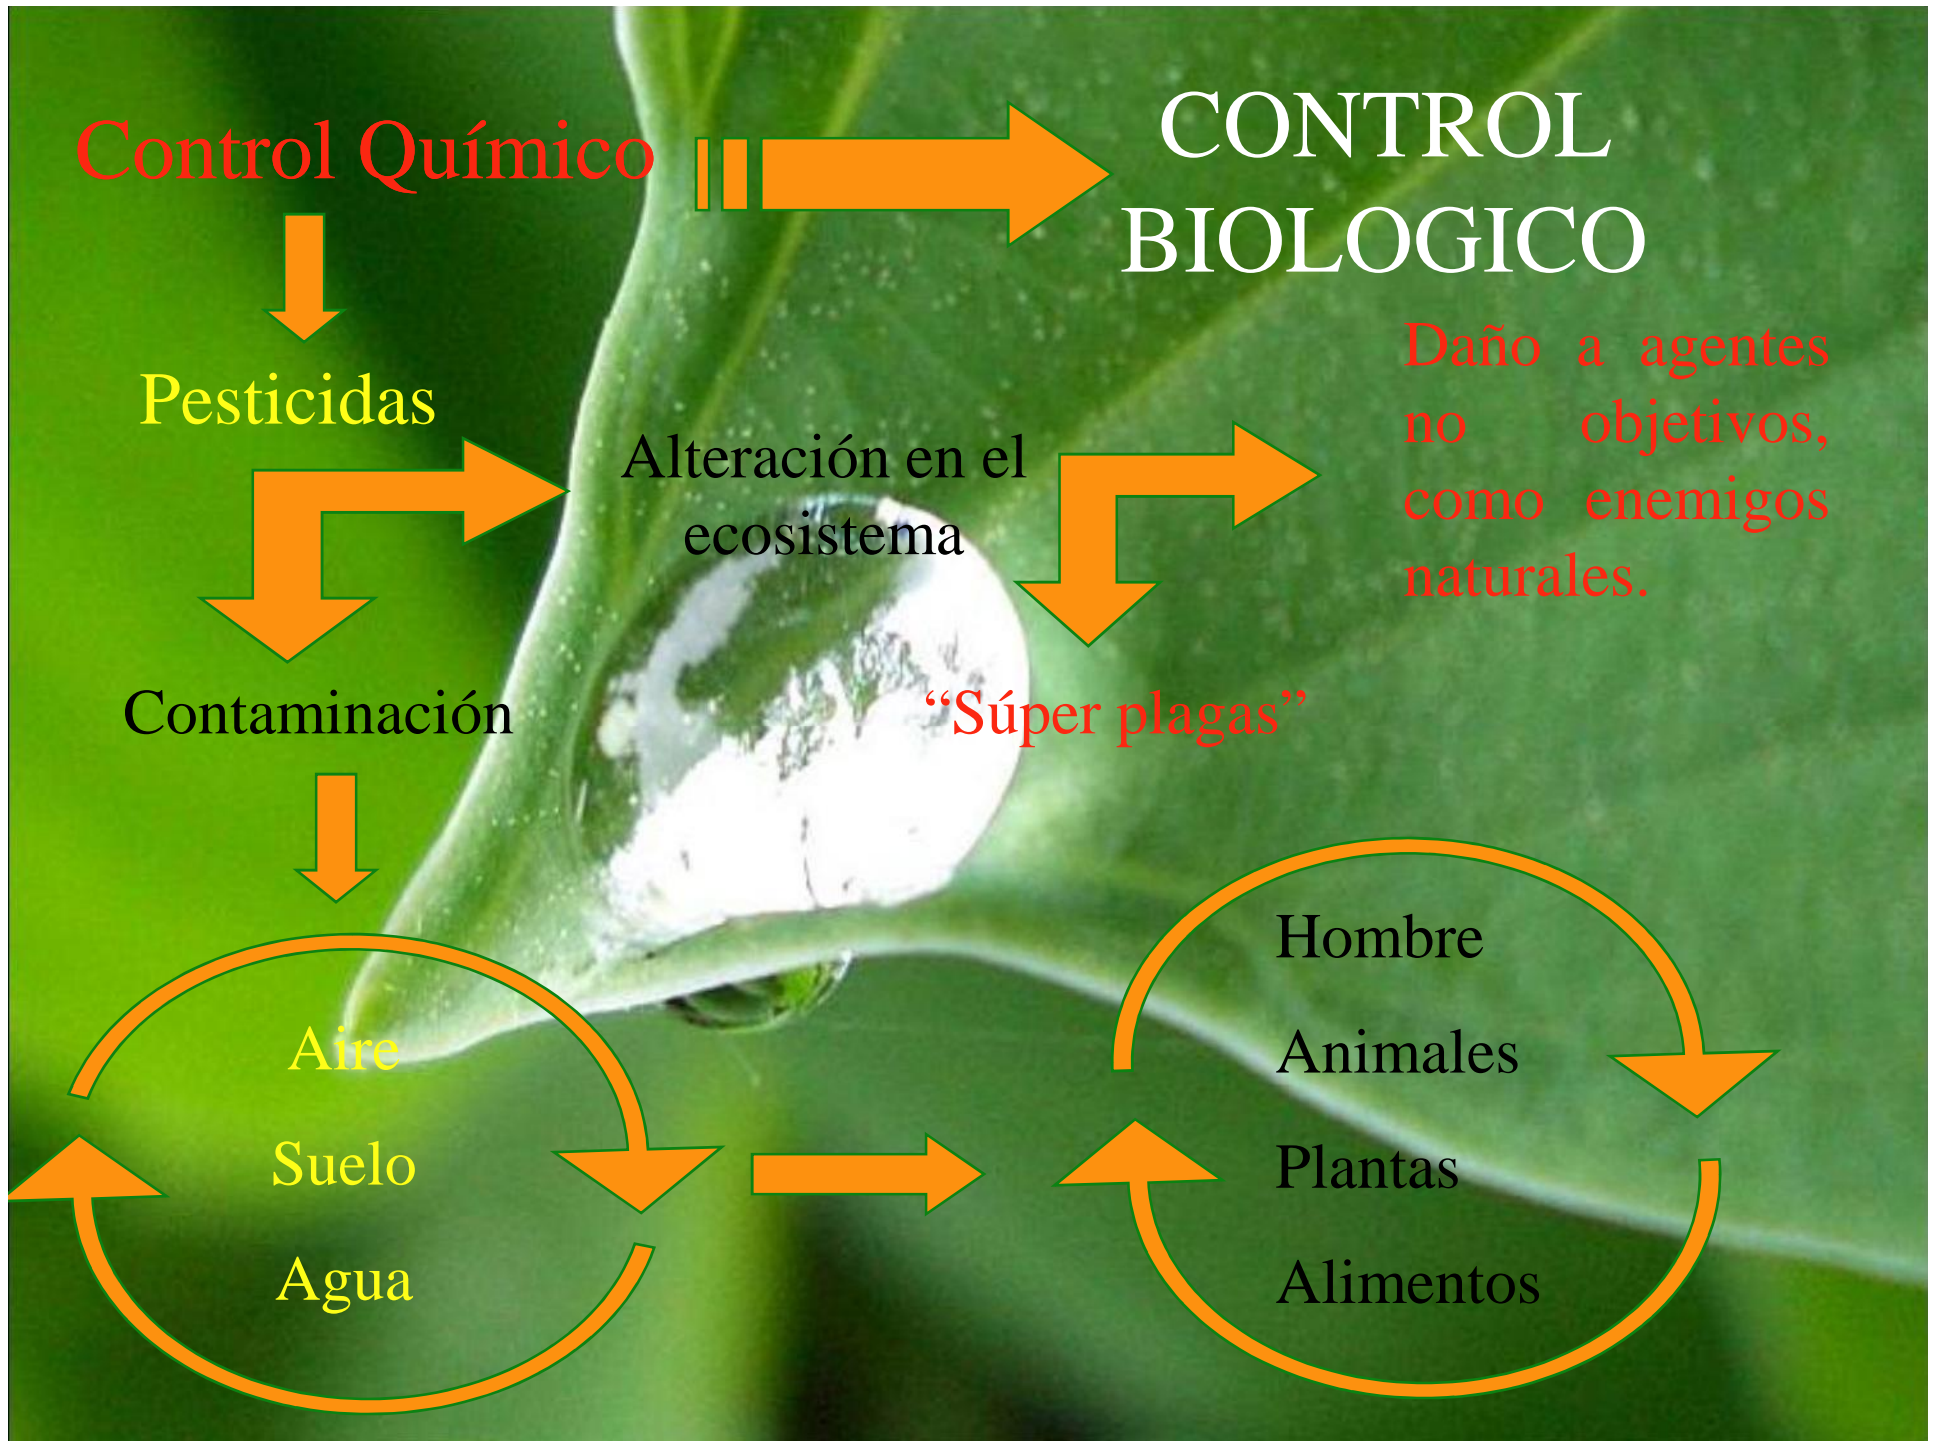 Control Químico
CONTROL
BIOLOGICO
Pesticidas
Alteración en el
ecosistema
Daño a agentes
no objetivos,
como enemigos
naturales.
Contaminación
“Súper plagas”
Aire
Suelo
Agua
Hombre
Animales
Plantas
Alimentos